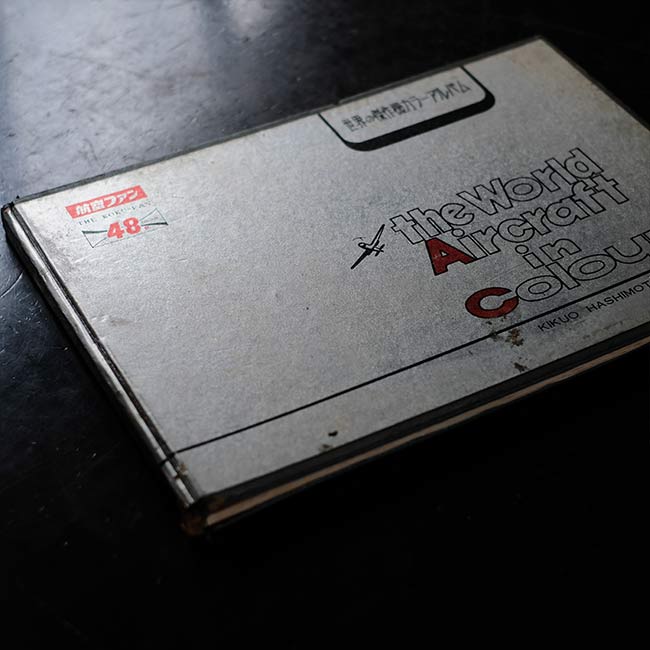 世界の傑作機カラーアルバム
航空ファン
THE KOKU-FAN
48
the World
Aircraft
in
Colour
KIKUO HASHIMOTO